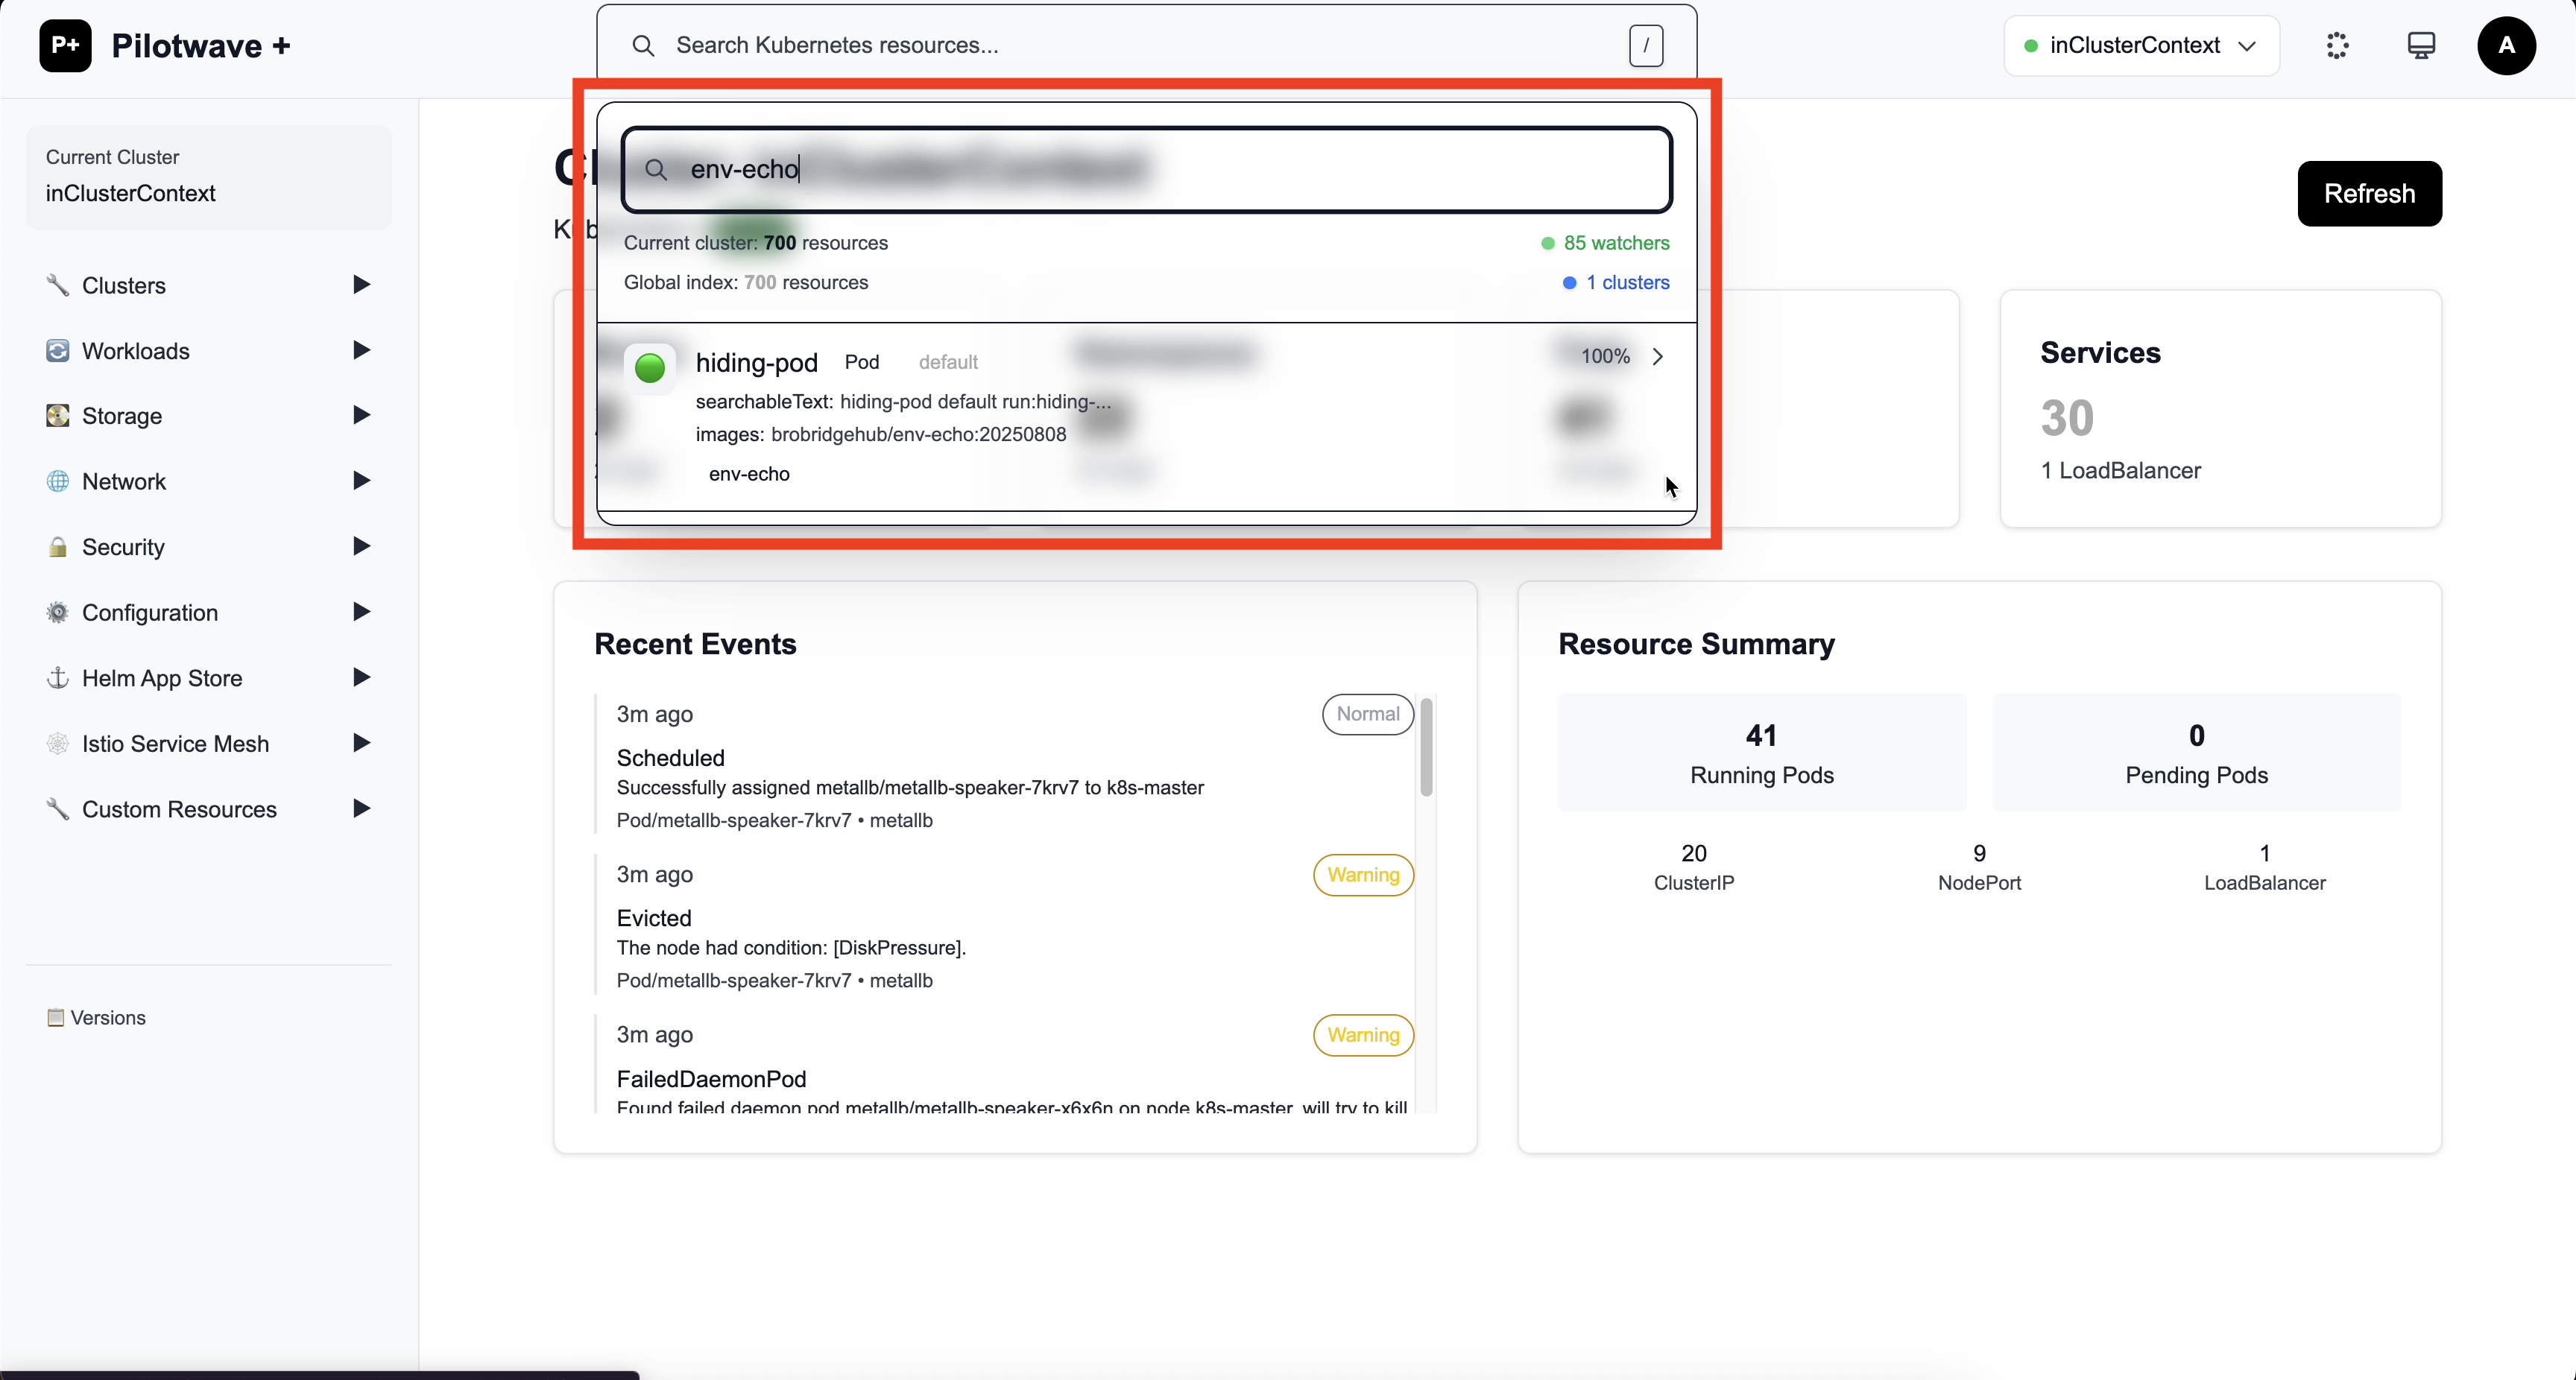 P+ Pilotwave +
Search Kubernetes resources... /
inClusterContext
A
Current Cluster
inClusterContext
Clusters
Workloads
Storage
Network
Security
Configuration
Helm App Store
Istio Service Mesh
Custom Resources
Versions
env-echo
Current cluster: 700 resources
85 watchers
Global index: 700 resources
1 clusters
hiding-pod Pod default
100%
searchableText: hiding-pod default run:hiding-...
images: brobridgehub/env-echo:20250808
env-echo
Refresh
Services
30
1 LoadBalancer
Recent Events
3m ago
Normal
Scheduled
Successfully assigned metallb/metallb-speaker-7krv7 to k8s-master
Pod/metallb-speaker-7krv7 • metallb
3m ago
Warning
Evicted
The node had condition: [DiskPressure].
Pod/metallb-speaker-7krv7 • metallb
3m ago
Warning
FailedDaemonPod
Found failed daemon pod metallb/metallb-speaker-x6x6n on node k8s-master, will try to kill
Resource Summary
41
Running Pods
0
Pending Pods
20
ClusterIP
9
NodePort
1
LoadBalancer